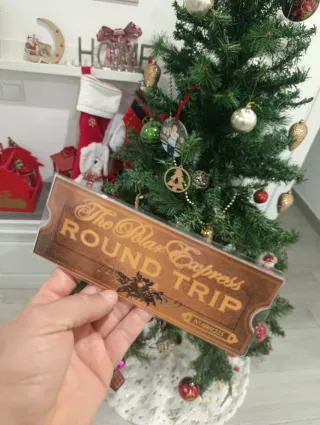 HOME
The Polar Express
ROUND TRIP